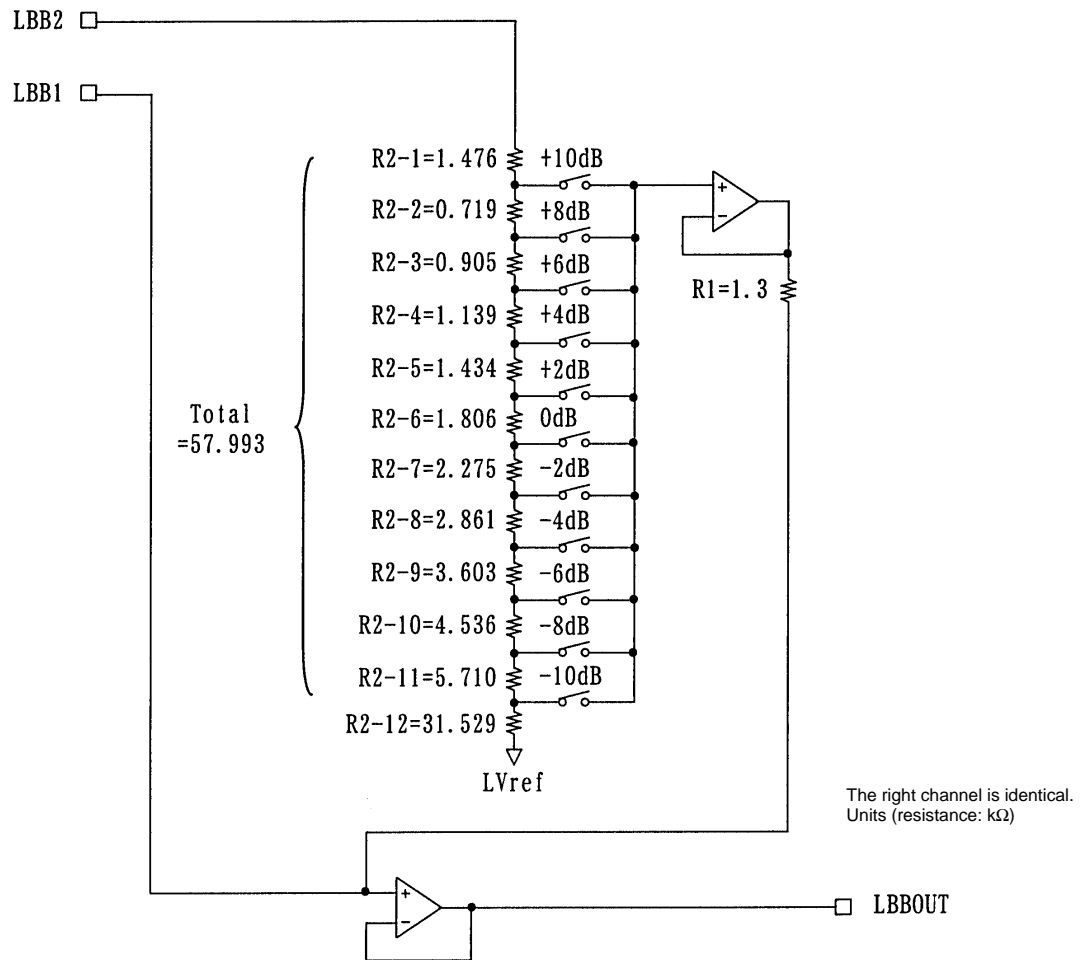 LBB2
LBB1
R2-1=1.476 +10dB
R2-2=0.719 +8dB
R2-3=0.905 +6dB
R2-4=1.139 +4dB
R2-5=1.434 +2dB
R2-6=1.806 0dB
R2-7=2.275 -2dB
R2-8=2.861 -4dB
R2-9=3.603 -6dB
R2-10=4.536 -8dB
R2-11=5.710 -10dB
R2-12=31.529
LVref
Total
=57.993
+
-
R1=1.3
The right channel is identical.
Units (resistance: kΩ)
+
-
LBBOUT